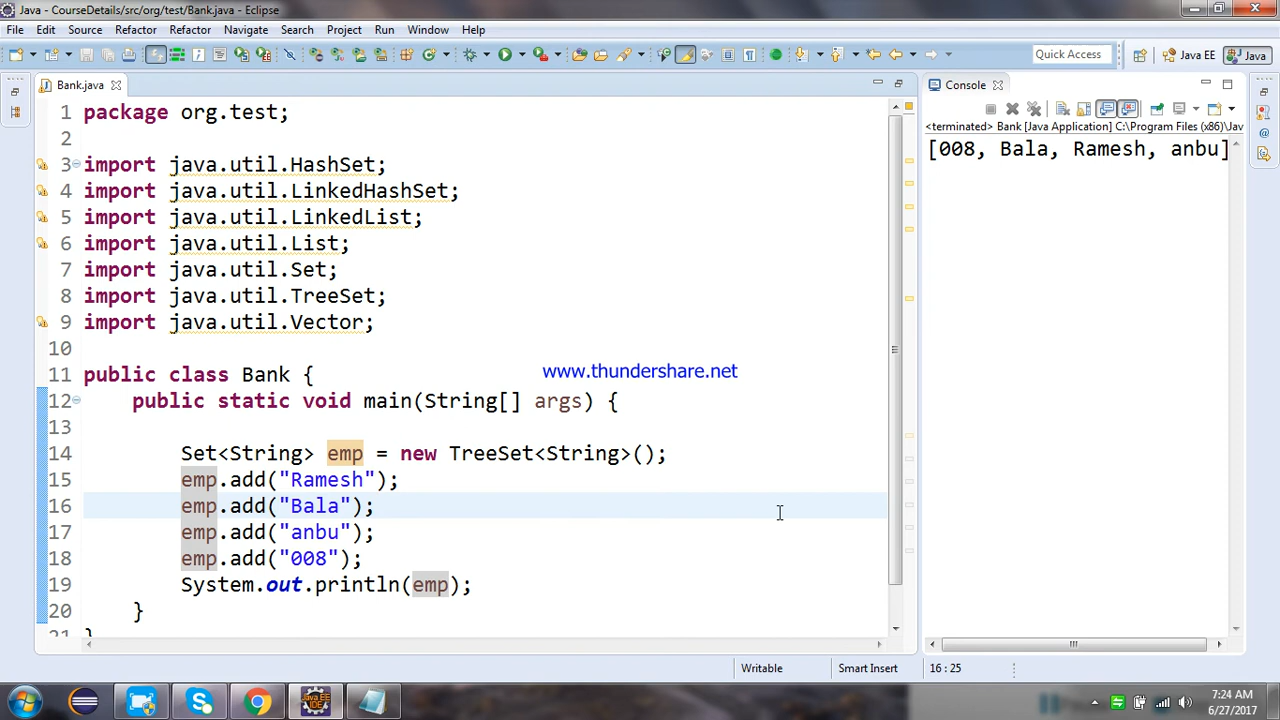 Java - CourseDetails/src/org/test/Bank.java - Eclipse
File Edit Source Refactor Refactor Navigate Search Project Run Window Help
Quick Access
Java EE
Java
Bank.java
1 package org.test;
2
3 import java.util.HashSet;
4 import java.util.LinkedHashSet;
5 import java.util.LinkedList;
6 import java.util.List;
7 import java.util.Set;
8 import java.util.TreeSet;
9 import java.util.Vector;
10
11 public class Bank {
12 public static void main(String[] args) {
13
14 Set<String> emp = new TreeSet<String>();
15 emp.add("Ramesh");
16 emp.add("Bala");
17 emp.add("anbu");
18 emp.add("008");
19 System.out.println(emp);
20 }
21 }
www.thundershare.net
Console
<terminated> Bank [Java Application] C:\Program Files (x86)\Jav
[008, Bala, Ramesh, anbu]
Writable
Smart Insert
16 : 25
Java EE
IDE
7:24 AM
6/27/2017